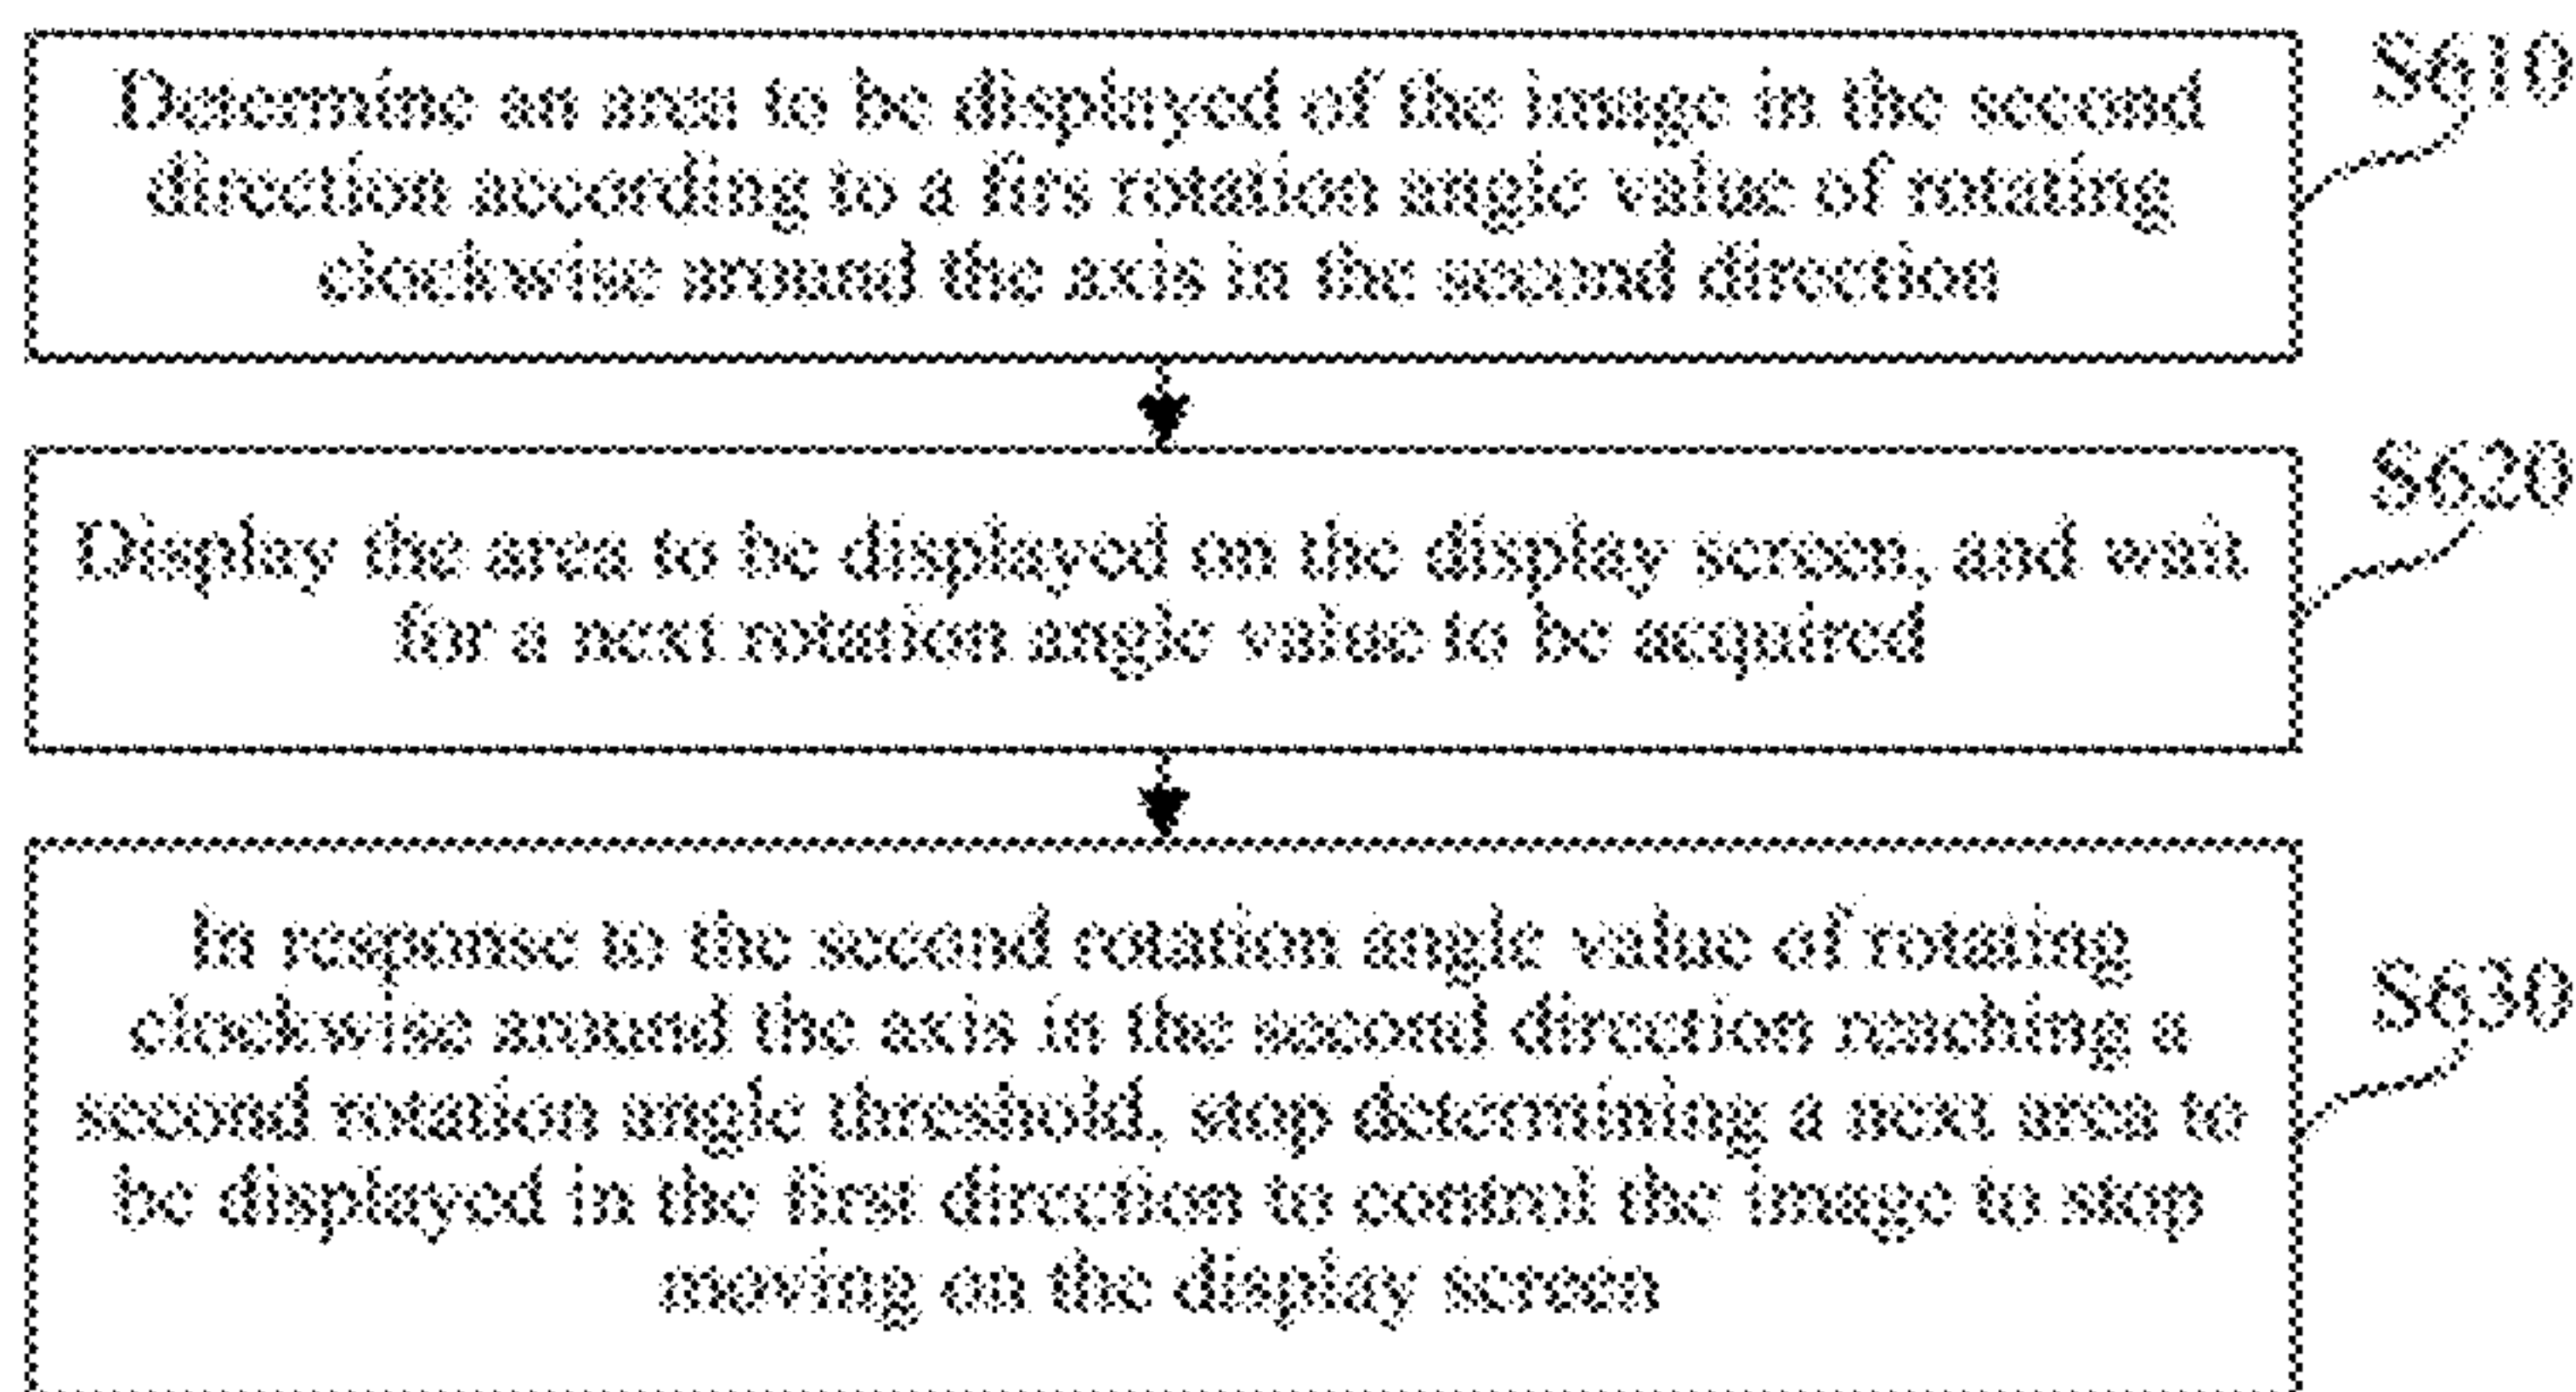 Determine an area to be displayed of the image in the second
direction according to a firs rotation angle value of rotating
clockwise around the axis in the second direction
S610
Display the area to be displayed on the display screen, and wait
for a next rotation angle value to be acquired
S620
In response to the second rotation angle value of rotating
clockwise around the axis in the second direction reaching a
second rotation angle threshold, stop determining a next area to
be displayed in the first direction to control the image to stop
moving on the display screen
S630